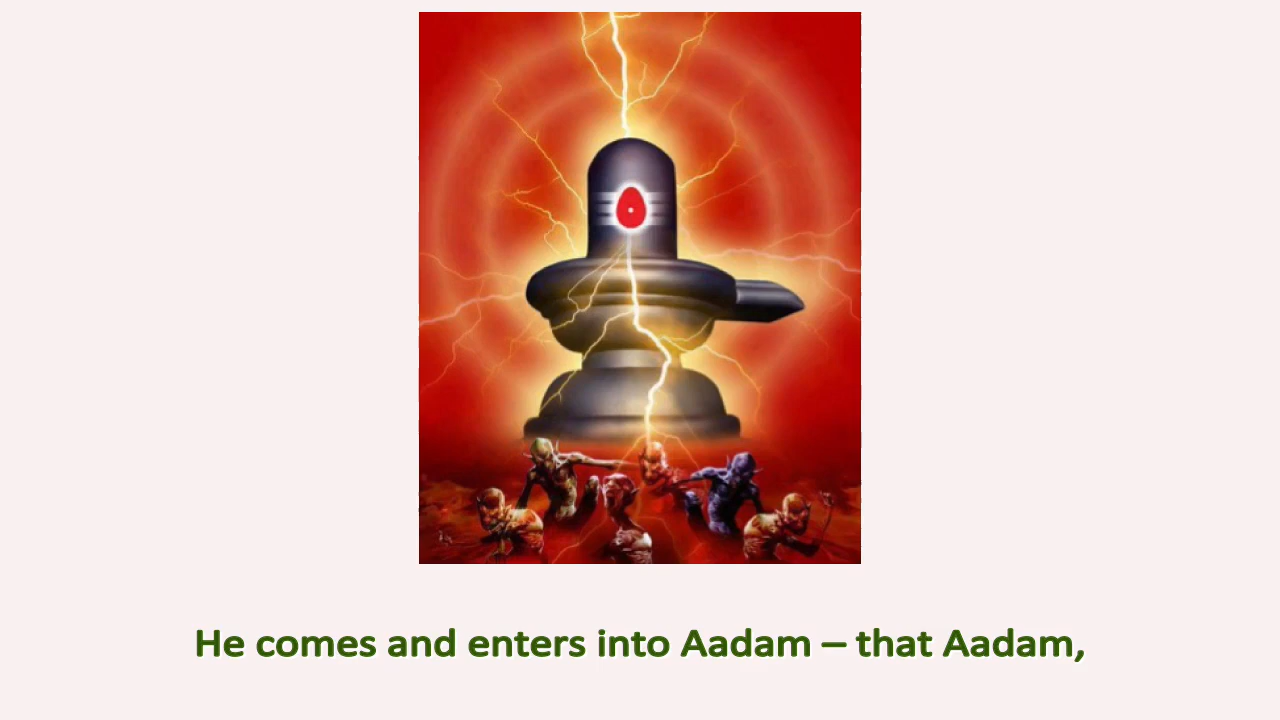 He comes and enters into Aadam – that Aadam,